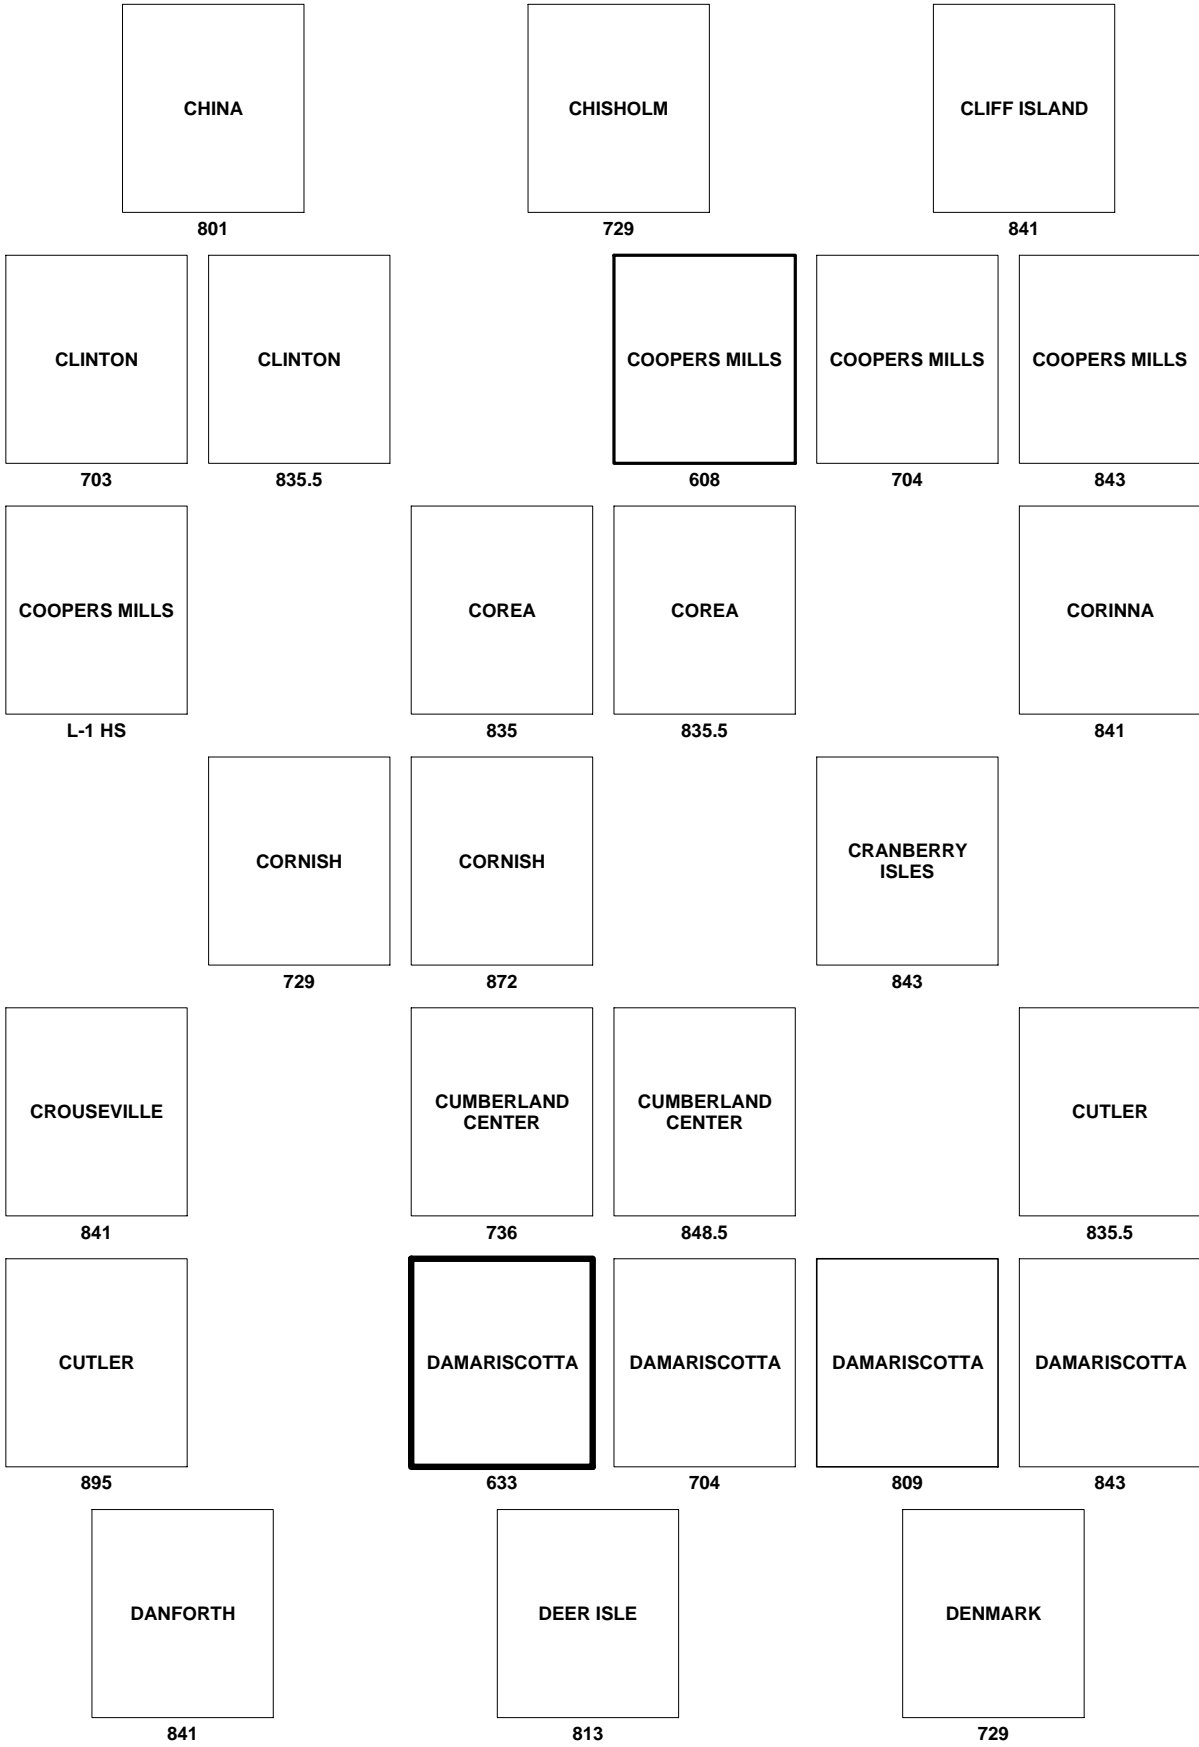 CHINA
CHISHOLM
CLIFF ISLAND
801
729
841
CLINTON
CLINTON
COOPERS MILLS
COOPERS MILLS
COOPERS MILLS
703
835.5
608
704
843
COOPERS MILLS
COREA
COREA
CORINNA
L-1 HS
835
835.5
841
CORNISH
CORNISH
CRANBERRY
ISLES
729
872
843
CROUSEVILLE
CUMBERLAND
CENTER
CUMBERLAND
CENTER
CUTLER
841
736
848.5
835.5
CUTLER
DAMARISCOTTA
DAMARISCOTTA
DAMARISCOTTA
DAMARISCOTTA
895
633
704
809
843
DANFORTH
DEER ISLE
DENMARK
841
813
729